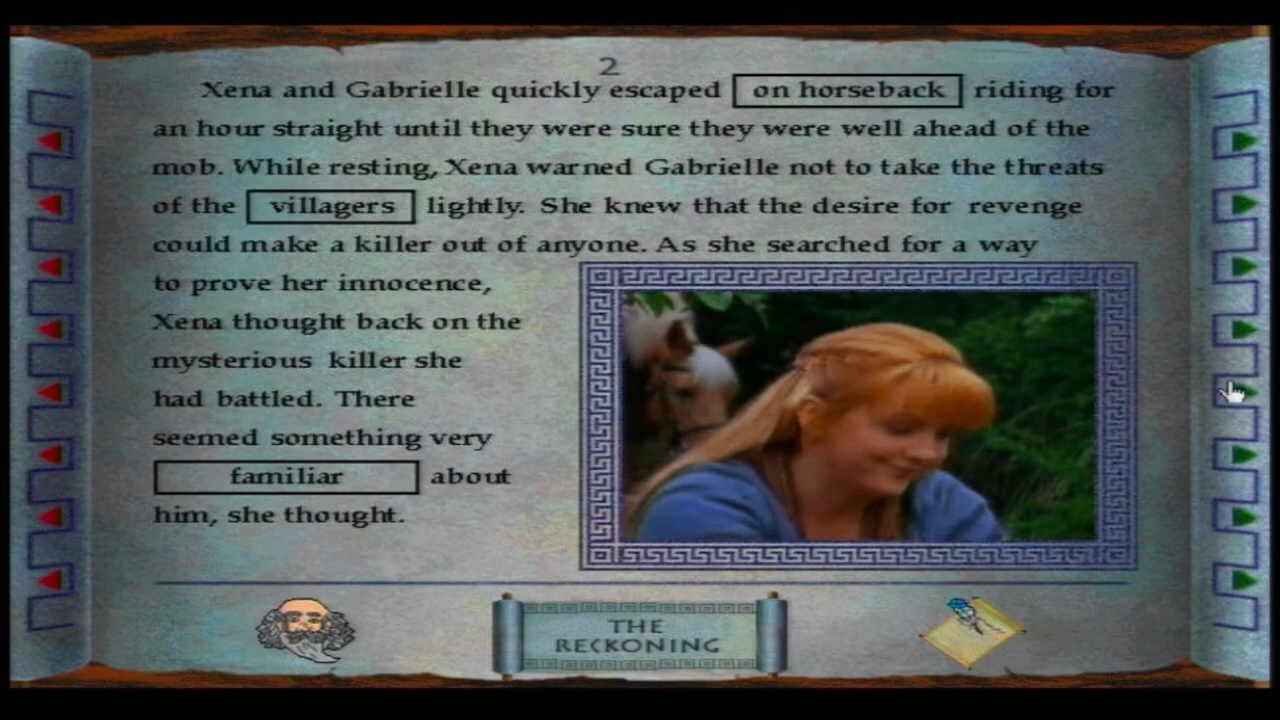 2
Xena and Gabrielle quickly escaped on horseback riding for
an hour straight until they were sure they were well ahead of the
mob. While resting, Xena warned Gabrielle not to take the threats
of the villagers lightly. She knew that the desire for revenge
could make a killer out of anyone. As she searched for a way
to prove her innocence,
Xena thought back on the
mysterious killer she
had battled. There
seemed something very
familiar about
him, she thought.
THE
RECKONING